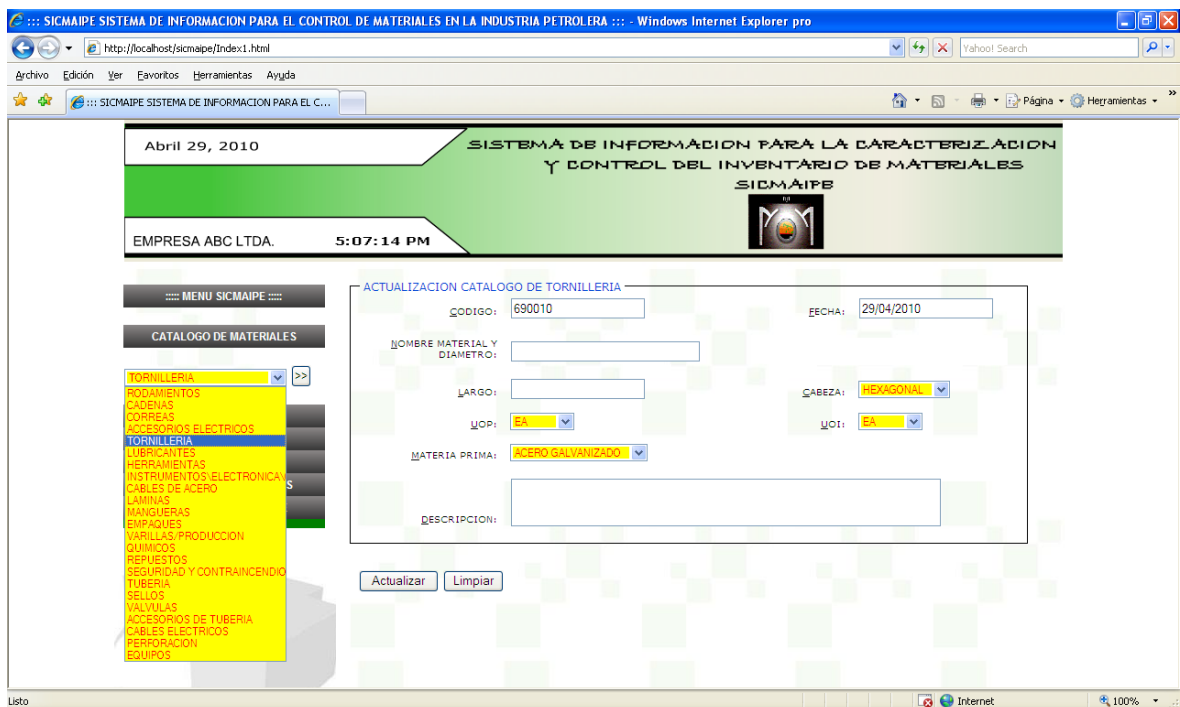 ::: SICMAIPE SISTEMA DE INFORMACION PARA EL CONTROL DE MATERIALES EN LA INDUSTRIA PETROLERA ::: - Windows Internet Explorer pro
http://localhost/sicmaipe/Index1.html
Yahoo! Search
Archivo Edición Ver Favoritos Herramientas Ayuda
::: SICMAIPE SISTEMA DE INFORMACION PARA EL C...
Página
Herramientas
»
Abril 29, 2010
SISTEMA DE INFORMACION PARA LA CARACTERIZACION
Y CONTROL DEL INVENTARIO DE MATERIALES
SICMAIPE
EMPRESA ABC LTDA.
5:07:14 PM
::::: MENU SICMAIPE :::::
CATALOGO DE MATERIALES
TORNILLERIA
>>
RODAMIENTOS
CADENAS
CORREAS
ACCESORIOS ELECTRICOS
TORNILLERIA
LUBRICANTES
HERRAMIENTAS
INSTRUMENTOS\ELECTRONICA\
CABLES DE ACERO
S
LAMINAS
MANGUERAS
EMPAQUES
VARILLAS/PRODUCCION
QUIMICOS
REPUESTOS
SEGURIDAD Y CONTRAINCENDIO
TUBERIA
SELLOS
VALVULAS
ACCESORIOS DE TUBERIA
CABLES ELECTRICOS
PERFORACION
EQUIPOS
ACTUALIZACION CATALOGO DE TORNILLERIA
CODIGO: 690010
FECHA: 29/04/2010
NOMBRE MATERIAL Y
DIAMETRO:
LARGO:
CABEZA: HEXAGONAL
UOP: EA
UOI: EA
MATERIA PRIMA: ACERO GALVANIZADO
DESCRIPCION:
Actualizar
Limpiar
Listo
Internet
100%